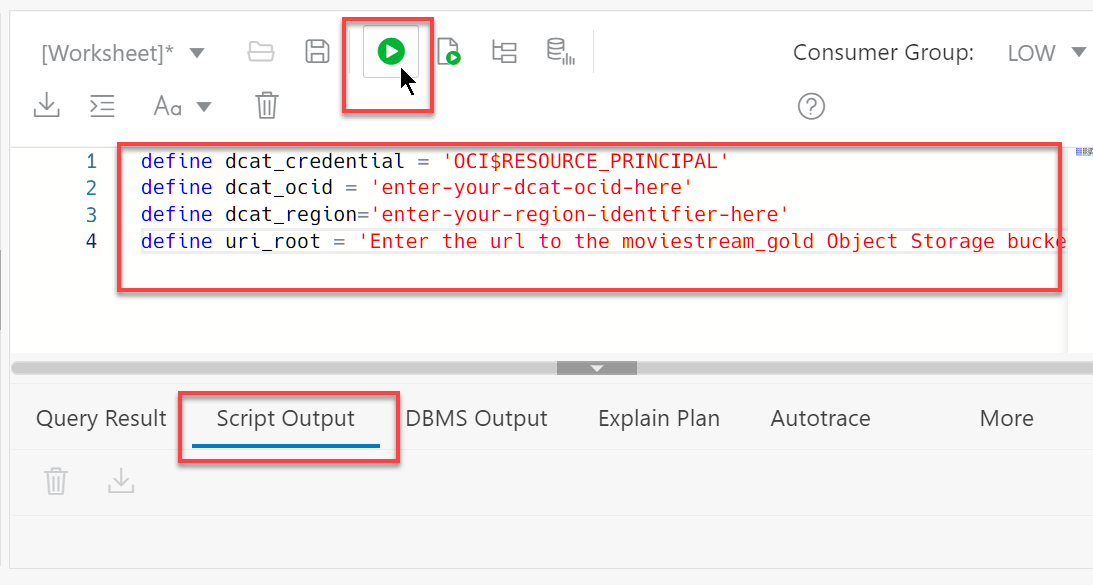 [Worksheet]*
Consumer Group: LOW
Aa
?
1 define dcat_credential = 'OCI$RESOURCE_PRINCIPAL'
2 define dcat_ocid = 'enter-your-dcat-ocid-here'
3 define dcat_region='enter-your-region-identifier-here'
4 define uri_root = 'Enter the url to the moviestream_gold Object Storage bucke
Query Result Script Output DBMS Output Explain Plan Autotrace More